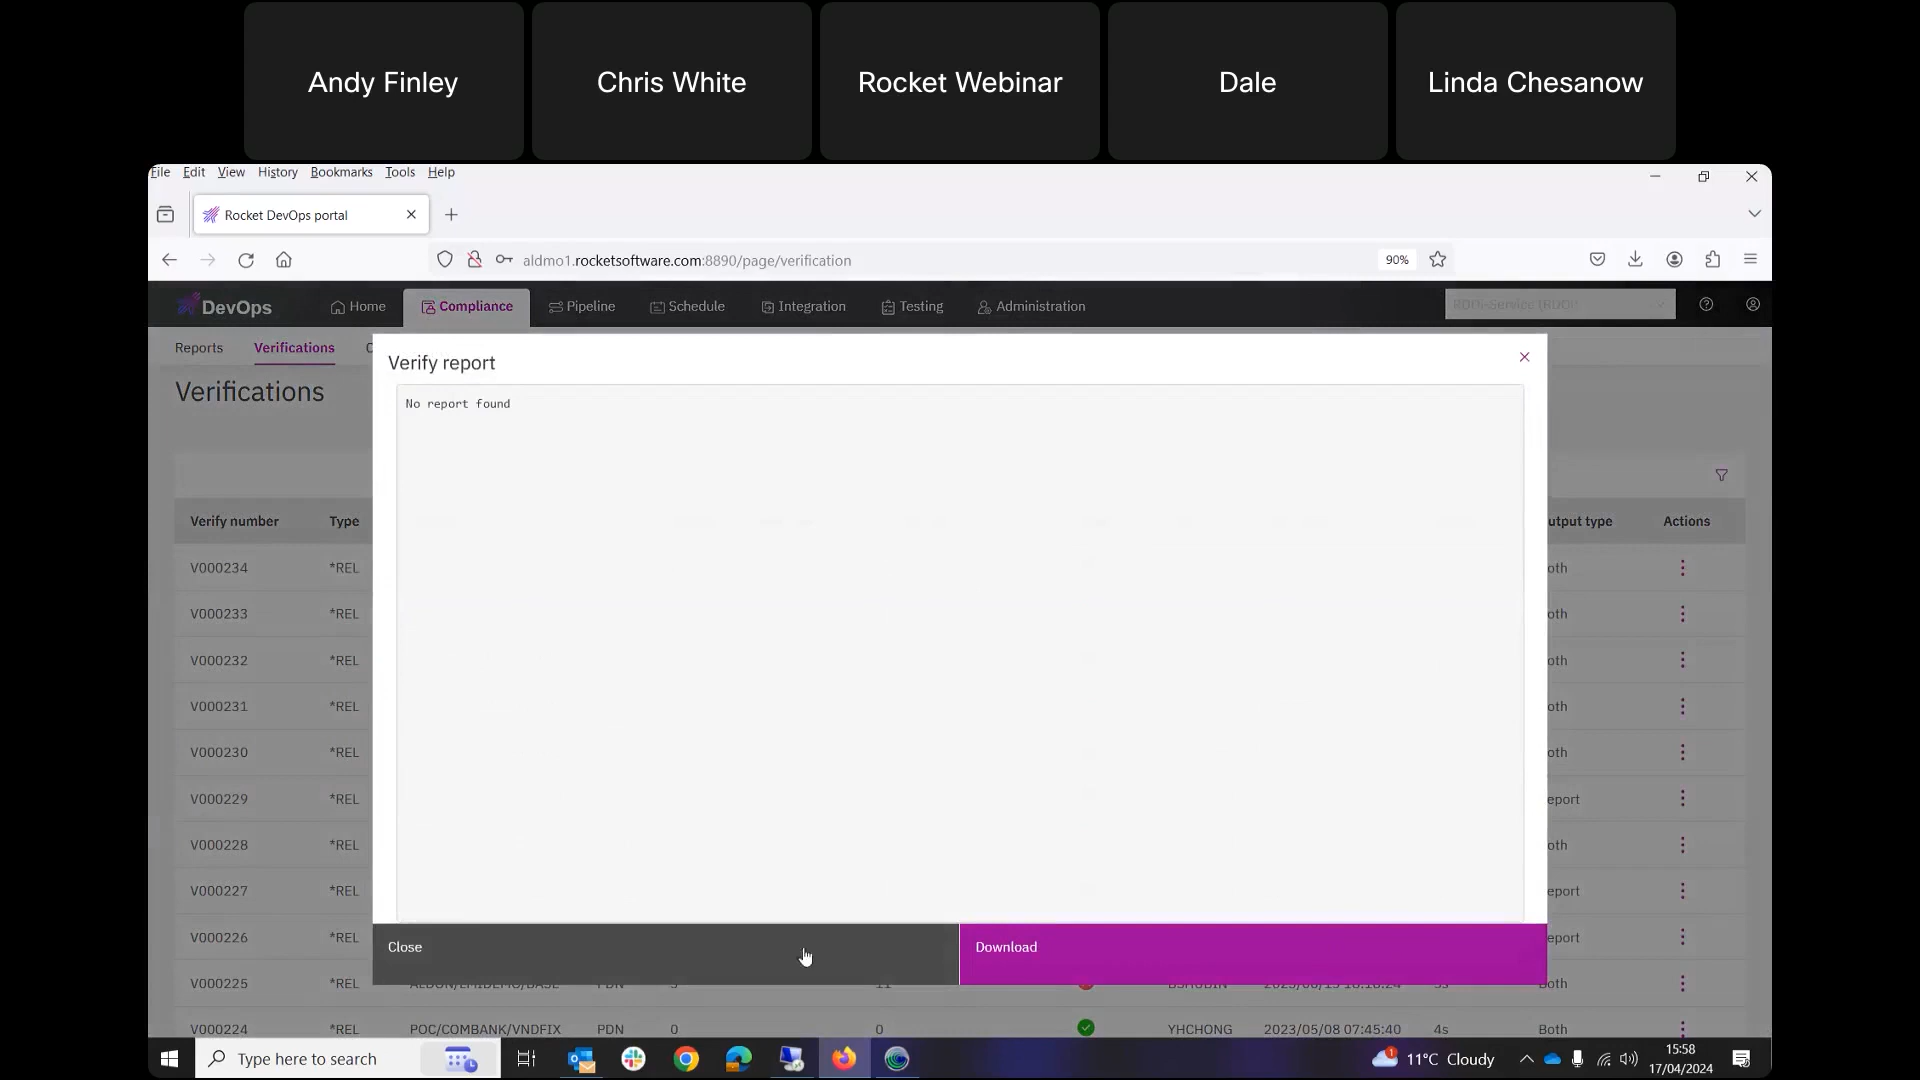 Andy Finley
Chris White
Rocket Webinar
Dale
Linda Chesanow
File Edit View History Bookmarks Tools Help
Rocket DevOps portal
aldmo1.rocketsoftware.com:8890/page/verification
90%
DevOps
Home
Compliance
Pipeline
Schedule
Integration
Testing
Administration
Reports
Verifications
Verifications
Verify report
No report found
Verify number Type utput type Actions
V000234 *REL oth
V000233 *REL oth
V000232 *REL oth
V000231 *REL oth
V000230 *REL oth
V000229 *REL eport
V000228 *REL oth
V000227 *REL eport
V000226 *REL eport
Close
Download
V000225 *REL Both
V000224 *REL POC/COMBANK/VNDFIX PDN 0 0 YHCHONG 2023/05/08 07:45:40 4s Both
Type here to search
1
11°C Cloudy
15:58
17/04/2024